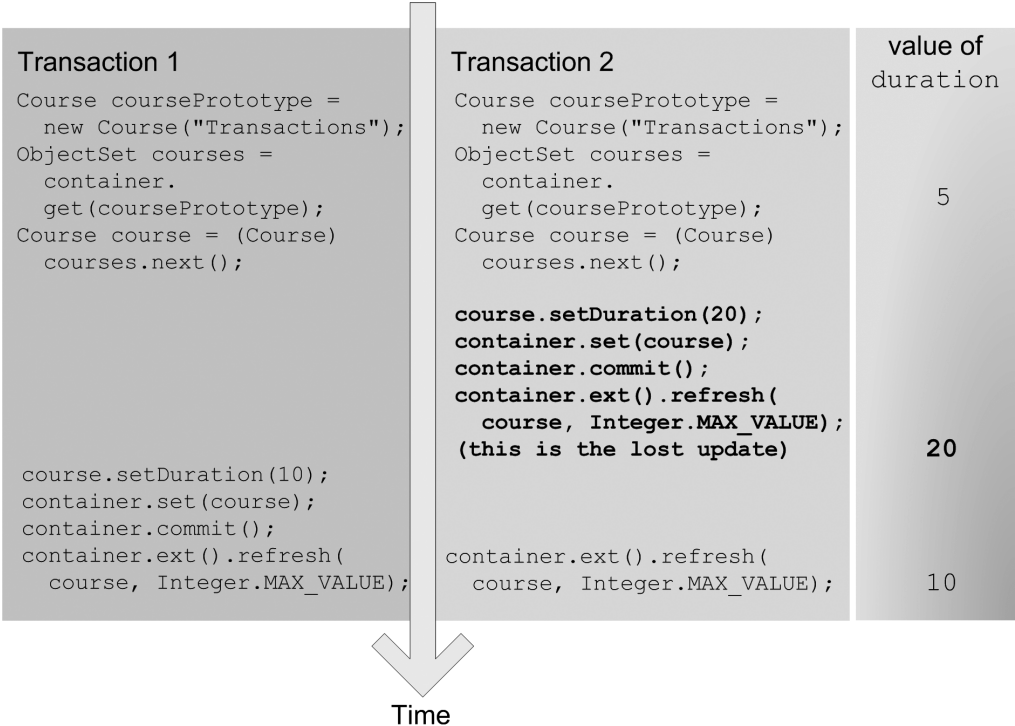 Transaction 1
Course coursePrototype =
new Course("Transactions");
ObjectSet courses =
container.
get(coursePrototype);
Course course = (Course)
courses.next();
course.setDuration(10);
container.set(course);
container.commit();
container.ext().refresh(
course, Integer.MAX_VALUE);
Transaction 2
Course coursePrototype =
new Course("Transactions");
ObjectSet courses =
container.
get(coursePrototype);
Course course = (Course)
courses.next();
course.setDuration(20);
container.set(course);
container.commit();
container.ext().refresh(
course, Integer.MAX_VALUE);
(this is the lost update)
container.ext().refresh(
course, Integer.MAX_VALUE);
value of
duration
5
20
10
Time